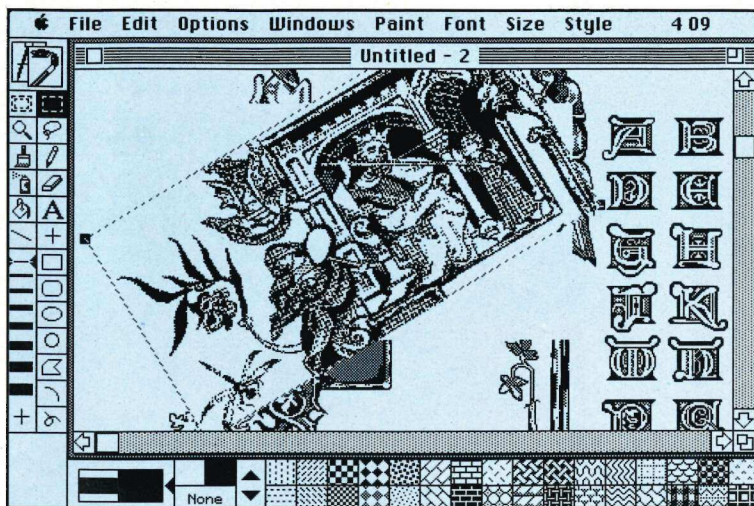 File Edit Options Windows Paint Font Size Style 4 09
Untitled - 2
A
A B
D E
G H
K
M N
None